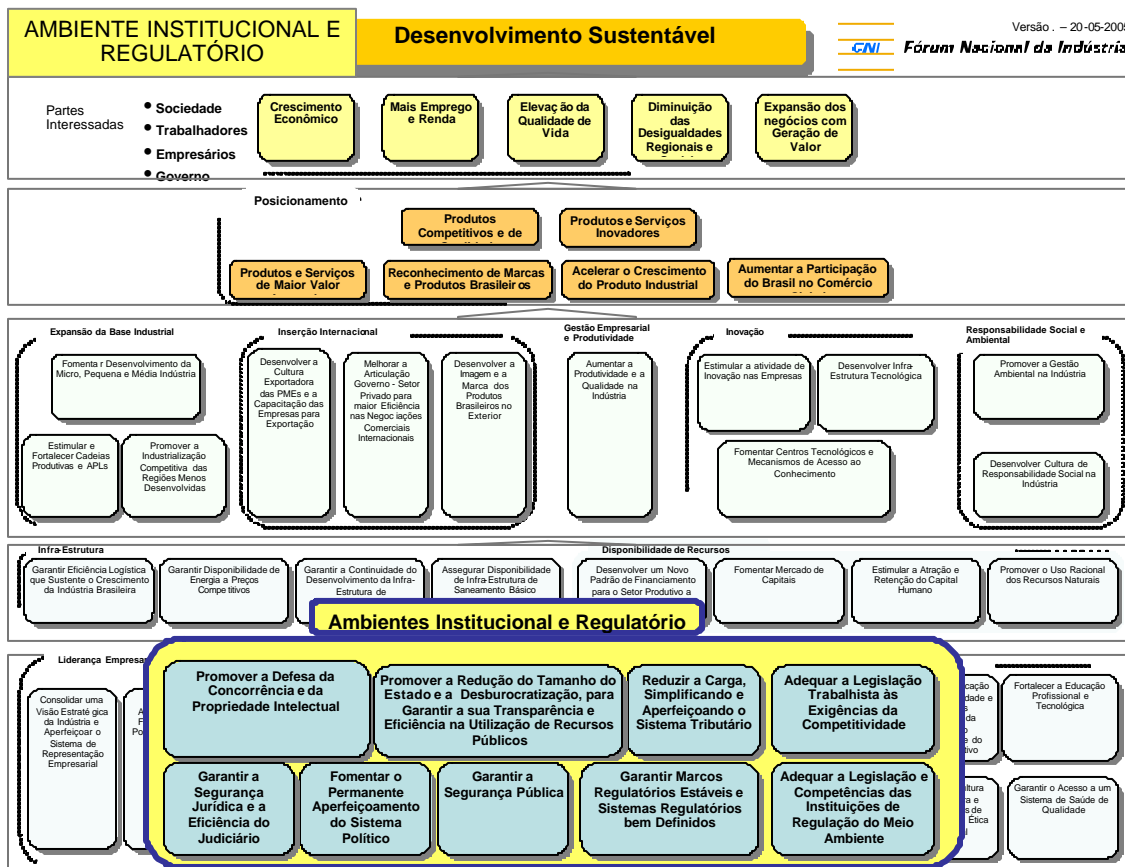 AMBIENTE INSTITUCIONAL E
REGULATÓRIO
Desenvolvimento Sustentável
Versão . – 20-05-2005
CNI Fórum Nacional da Indústria
Partes
Interessadas
• Sociedade
• Trabalhadores
• Empresários
• Governo
Crescimento
Econômico
Mais Emprego
e Renda
Elevação da
Qualidade de
Vida
Diminuição
das
Desigualdades
Regionais e
Expansão dos
negócios com
Geração de
Valor
Posicionamento
Produtos
Competitivos e de
Produtos e Serviços
Inovadores
Produtos e Serviços
de Maior Valor
Reconhecimento de Marcas
e Produtos Brasileiros
Acelerar o Crescimento
do Produto Industrial
Aumentar a Participação
do Brasil no Comércio
Expansão da Base Industrial
Fomenta r Desenvolvimento da
Micro, Pequena e Média Indústria
Estimular e
Fortalecer Cadeias
Produtivas e APLs
Promover a
Industrialização
Competitiva das
Regiões Menos
Desenvolvidas
Inserção Internacional
Desenvolver a
Cultura
Exportadora
das PMEs e a
Capacitação das
Empresas para
Exportação
Melhorar a
Articulação
Governo - Setor
Privado para
maior Eficiência
nas Negoc iações
Comerciais
Internacionais
Desenvolver a
Imagem e a
Marca dos
Produtos
Brasileiros no
Exterior
Gestão Empresarial
e Produtividade
Aumentar a
Produtividade e a
Qualidade na
Indústria
Inovação
Estimular a atividade de
Inovação nas Empresas
Desenvolver Infra-
Estrutura Tecnológica
Fomentar Centros Tecnológicos e
Mecanismos de Acesso ao
Conhecimento
Responsabilidade Social e
Ambiental
Promover a Gestão
Ambiental na Indústria
Desenvolver Cultura de
Responsabilidade Social na
Indústria
Infra-Estrutura
Garantir Eficiência Logística
que Sustente o Crescimento
da Indústria Brasileira
Garantir Disponibilidade de
Energia a Preços
Competitivos
Garantir a Continuidade do
Desenvolvimento da Infra-
Estrutura de
Assegurar Disponibilidade
de Infra-Estrutura de
Saneamento Básico
Disponibilidade de Recursos
Desenvolver um Novo
Padrão de Financiamento
para o Setor Produtivo a
Fomentar Mercado de
Capitais
Estimular a Atração e
Retenção do Capital
Humano
Promover o Uso Racional
dos Recursos Naturais
Ambientes Institucional e Regulatório
Promover a Defesa da
Concorrência e da
Propriedade Intelectual
Promover a Redução do Tamanho do
Estado e a Desburocratização, para
Garantir a sua Transparência e
Eficiência na Utilização de Recursos
Públicos
Reduzir a Carga,
Simplificando e
Aperfeiçoando o
Sistema Tributário
Adequar a Legislação
Trabalhista às
Exigências da
Competitividade
Garantir a
Segurança
Jurídica e a
Eficiência do
Judiciário
Fomentar o
Permanente
Aperfeiçoamento
do Sistema
Político
Garantir a
Segurança Pública
Garantir Marcos
Regulatórios Estáveis e
Sistemas Regulatórios
bem Definidos
Adequar a Legislação e
Competências das
Instituições de
Regulação do Meio
Ambiente
Liderança
Consolidar uma
Visão Estraté gica
da Indústria e
Aperfeiçoar o
Sistema de
Representação
Empresarial
Fortalecer a Educação
Profissional e
Tecnológica
Garantir o Acesso a um
Sistema de Saúde de
Qualidade